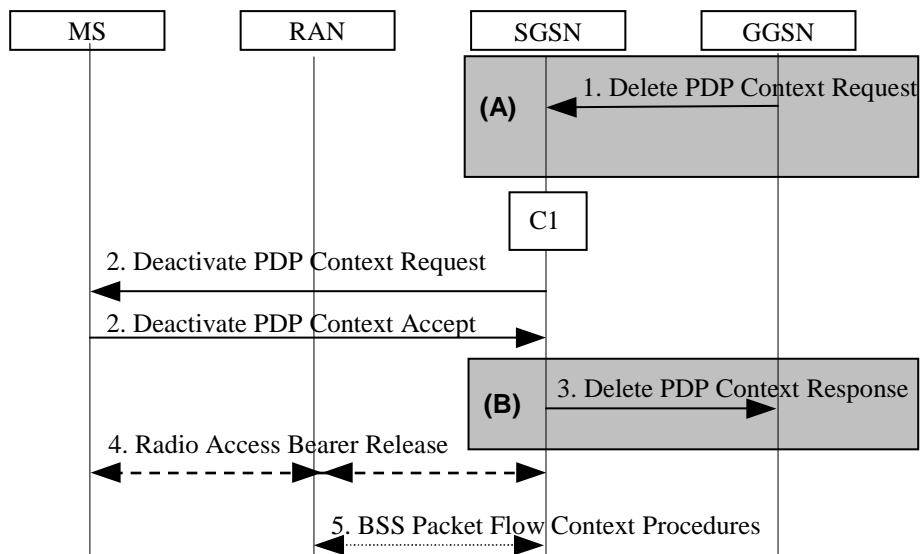 MS RAN SGSN GGSN
1. Delete PDP Context Request
(A)
C1
2. Deactivate PDP Context Request
2. Deactivate PDP Context Accept
3. Delete PDP Context Response
(B)
4. Radio Access Bearer Release
5. BSS Packet Flow Context Procedures